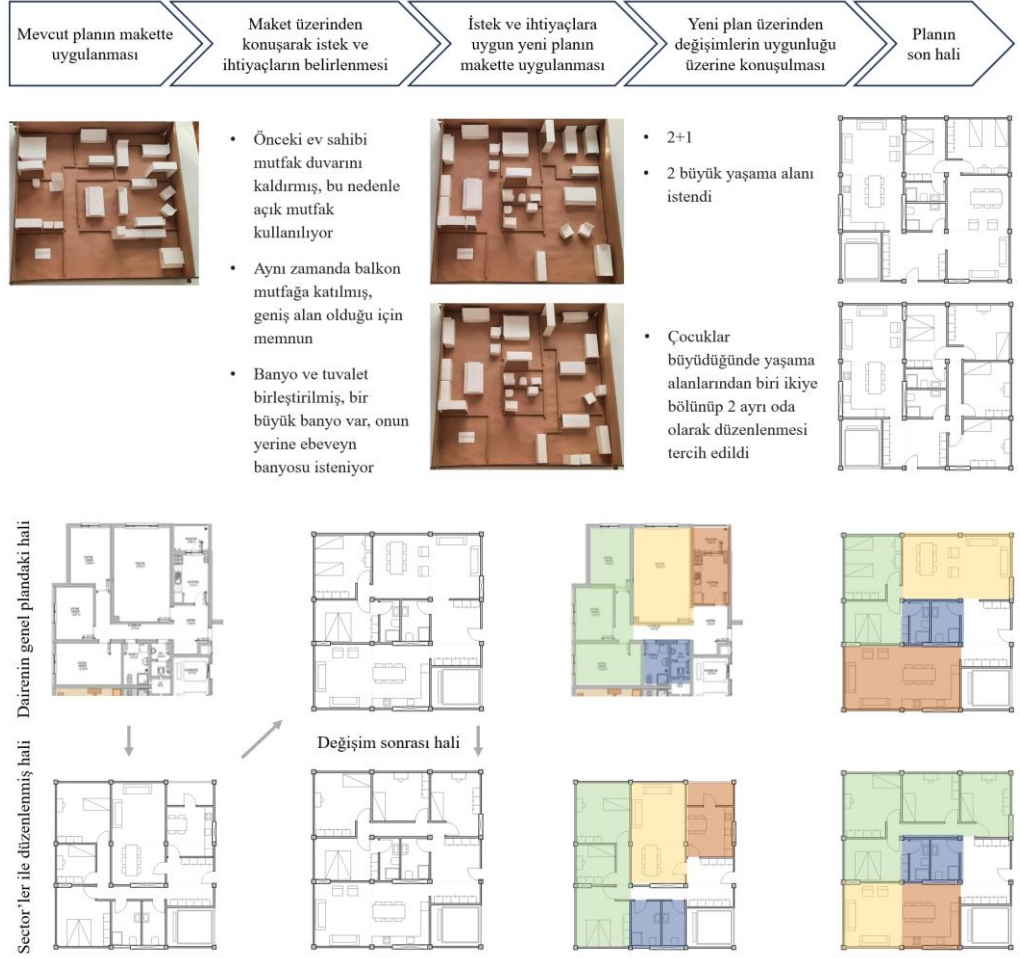 Mevcut planın makette
uygulanması
Maket üzerinden
konuşarak istek ve
ihtiyaçların belirlenmesi
İstek ve ihtiyaçlara
uygun yeni planın
makette uygulanması
Yeni plan üzerinden
değişimlerin uygunluğu
üzerine konuşulması
Planın
son hali
• Önceki ev sahibi
mutfak duvarını
kaldırmış, bu nedenle
açık mutfak
kullanılıyor
• Aynı zamanda balkon
mutfağa katılmış,
geniş alan olduğu için
memnun
• Banyo ve tuvalet
birleştirilmiş, bir
büyük banyo var, onun
yerine ebeveyn
banyosu isteniyor
• 2+1
• 2 büyük yaşama alanı
istendi
• Çocuklar
büyüdüğünde yaşama
alanlarından biri ikiye
bölünüp 2 ayrı oda
olarak düzenlenmesi
tercih edildi
Dairenin genel plandaki hali
Değişim sonrası hali
Sector'ler ile düzenlenmiş hali